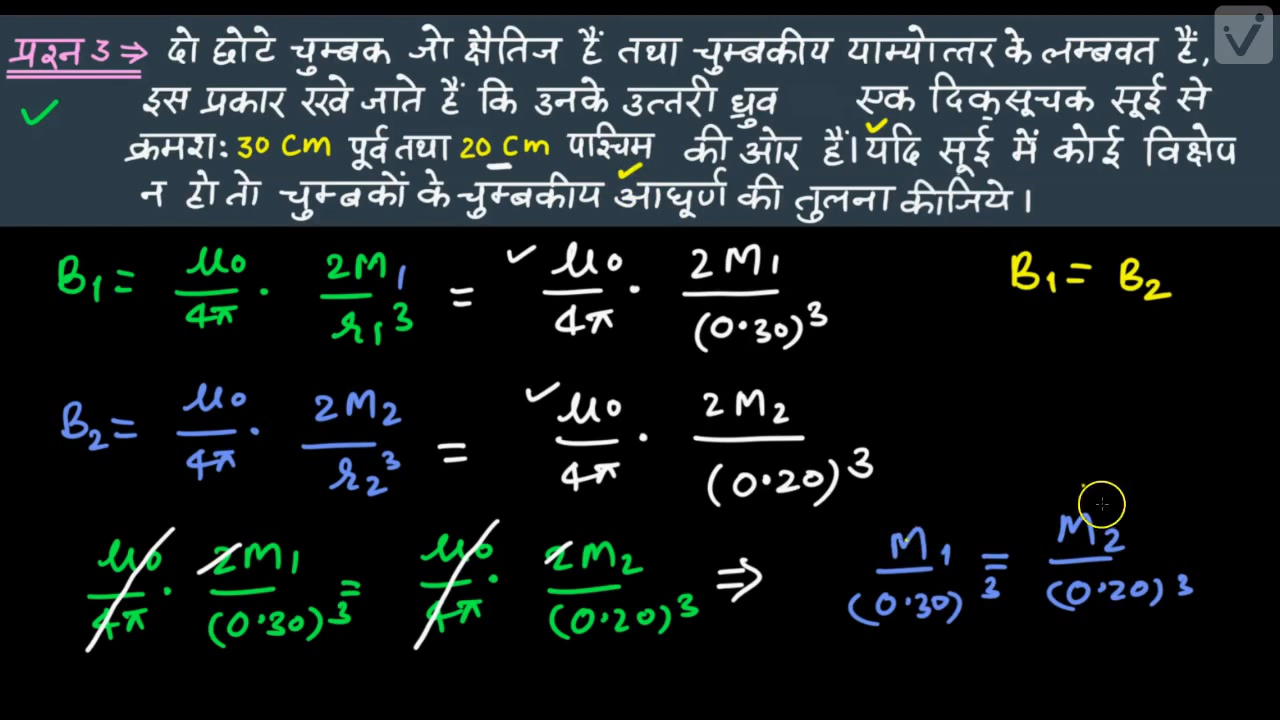 प्रश्न 3 ⇒ दो छोटे चुम्बक जो क्षैतिज हैं तथा चुम्बकीय याम्योत्तर के लम्बवत हैं,
इस प्रकार रखे जाते हैं कि उनके उत्तरी ध्रुव एक दिक्सूचक सूई से
क्रमशः 30 Cm पूर्व तथा 20 Cm पश्चिम की ओर हैं। यदि सूई में कोई विक्षेप
न हो तो चुम्बकों के चुम्बकीय आघूर्ण की तुलना कीजिये।
B₁ = μ₀/4π · 2M₁/r₁³ = μ₀/4π · 2M₁/(0.30)³ B₁ = B₂
B₂ = μ₀/4π · 2M₂/r₂³ = μ₀/4π · 2M₂/(0.20)³
μ₀/4π · 2M₁/(0.30)³ = μ₀/4π · 2M₂/(0.20)³ ⇒ M₁/(0.30)³ = M₂/(0.20)³